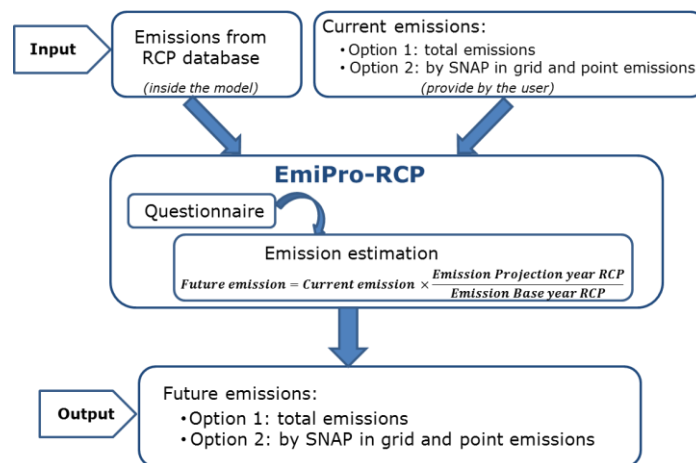 Input
Emissions from
RCP database
(inside the model)
Current emissions:
• Option 1: total emissions
• Option 2: by SNAP in grid and point emissions
(provide by the user)
EmiPro-RCP
Questionnaire
Emission estimation
Future emission = Current emission × Emission Projection year RCP / Emission Base year RCP
Output
Future emissions:
• Option 1: total emissions
• Option 2: by SNAP in grid and point emissions